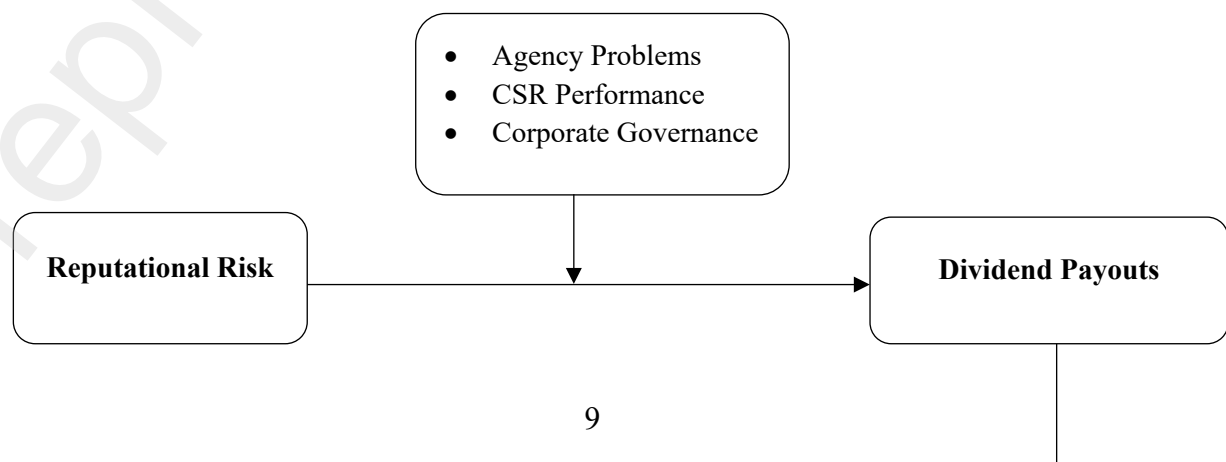 • Agency Problems
• CSR Performance
• Corporate Governance
Reputational Risk
Dividend Payouts
9